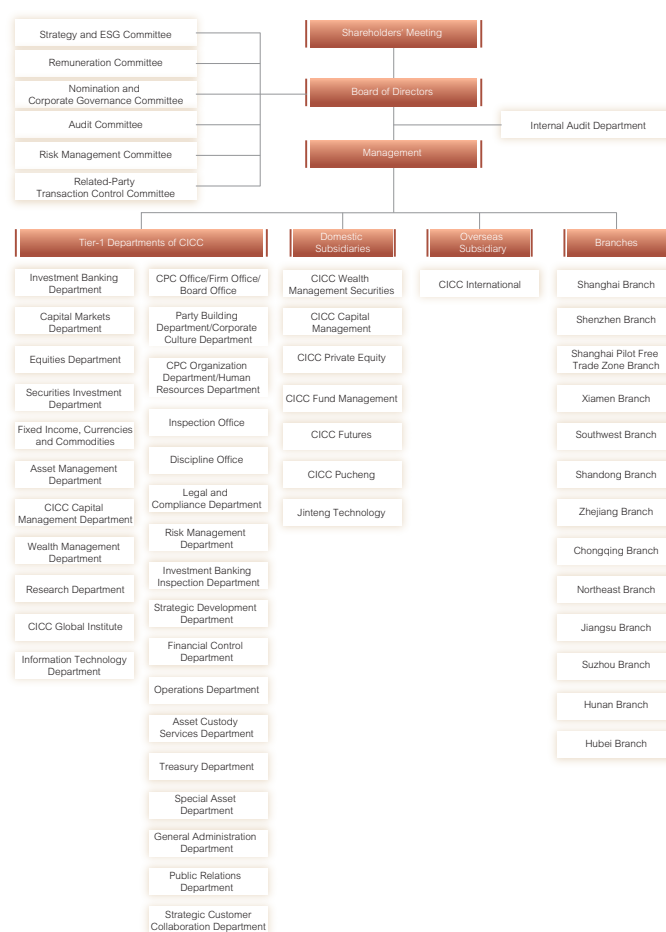 Strategy and ESG Committee
Remuneration Committee
Nomination and
Corporate Governance Committee
Audit Committee
Risk Management Committee
Related-Party
Transaction Control Committee
Shareholders' Meeting
Board of Directors
Internal Audit Department
Management
Tier-1 Departments of CICC
Investment Banking
Department
Capital Markets
Department
Equities Department
Securities Investment
Department
Fixed Income, Currencies
and Commodities
Asset Management
Department
CICC Capital
Management Department
Wealth Management
Department
Research Department
CICC Global Institute
Information Technology
Department
CPC Office/Firm Office/
Board Office
Party Building
Department/Corporate
Culture Department
CPC Organization
Department/Human
Resources Department
Inspection Office
Discipline Office
Legal and
Compliance Department
Risk Management
Department
Investment Banking
Inspection Department
Strategic Development
Department
Financial Control
Department
Operations Department
Asset Custody
Services Department
Treasury Department
Special Asset
Department
General Administration
Department
Public Relations
Department
Strategic Customer
Collaboration Department
Domestic
Subsidiaries
CICC Wealth
Management Securities
CICC Capital
Management
CICC Private Equity
CICC Fund Management
CICC Futures
CICC Pucheng
Jinteng Technology
Overseas
Subsidiary
CICC International
Branches
Shanghai Branch
Shenzhen Branch
Shanghai Pilot Free
Trade Zone Branch
Xiamen Branch
Southwest Branch
Shandong Branch
Zhejiang Branch
Chongqing Branch
Northeast Branch
Jiangsu Branch
Suzhou Branch
Hunan Branch
Hubei Branch